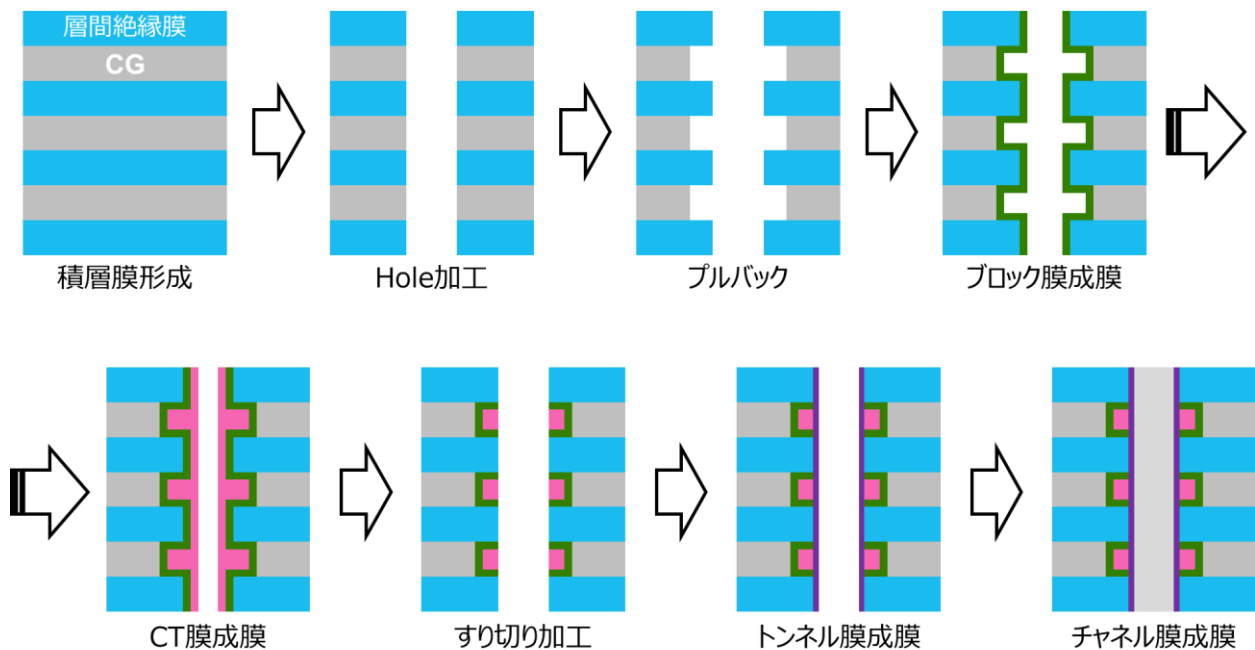 層間絶縁膜
CG
積層膜形成
Hole加工
プルバック
ブロック膜成膜
CT膜成膜
すり切り加工
トンネル膜成膜
チャネル膜成膜